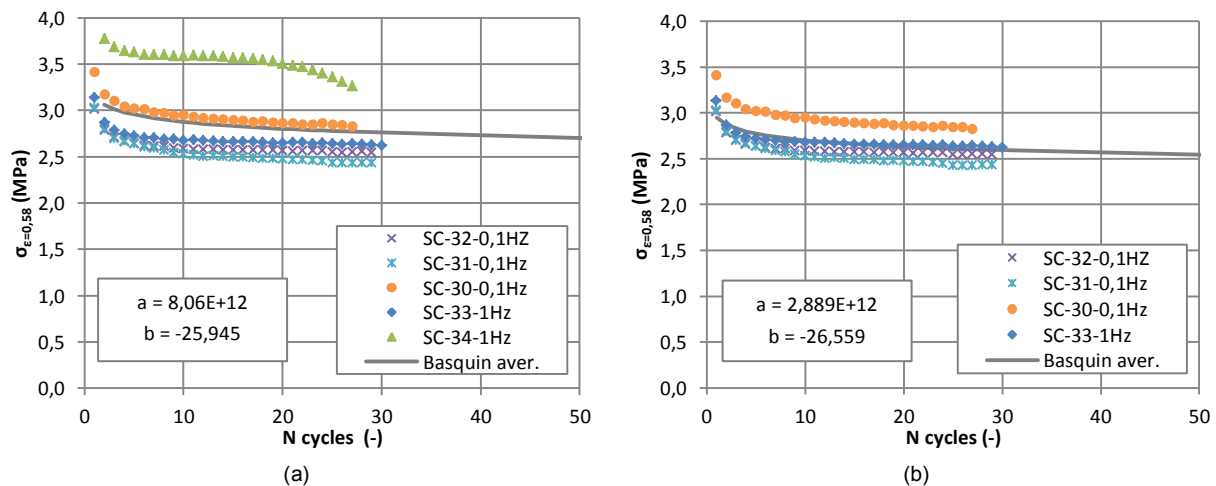 4,0
3,5
3,0
2,5
2,0
1,5
1,0
0,5
0,0
σε=0,58 (MPa)
SC-32-0,1HZ
SC-31-0,1Hz
SC-30-0,1Hz
SC-33-1Hz
SC-34-1Hz
Basquin aver.
a = 8,06E+12
b = -25,945
0 10 20 30 40 50
N cycles (-)
(a)
4,0
3,5
3,0
2,5
2,0
1,5
1,0
0,5
0,0
σε=0,58 (MPa)
SC-32-0,1HZ
SC-31-0,1Hz
SC-30-0,1Hz
SC-33-1Hz
Basquin aver.
a = 2,889E+12
b = -26,559
0 10 20 30 40 50
N cycles (-)
(b)